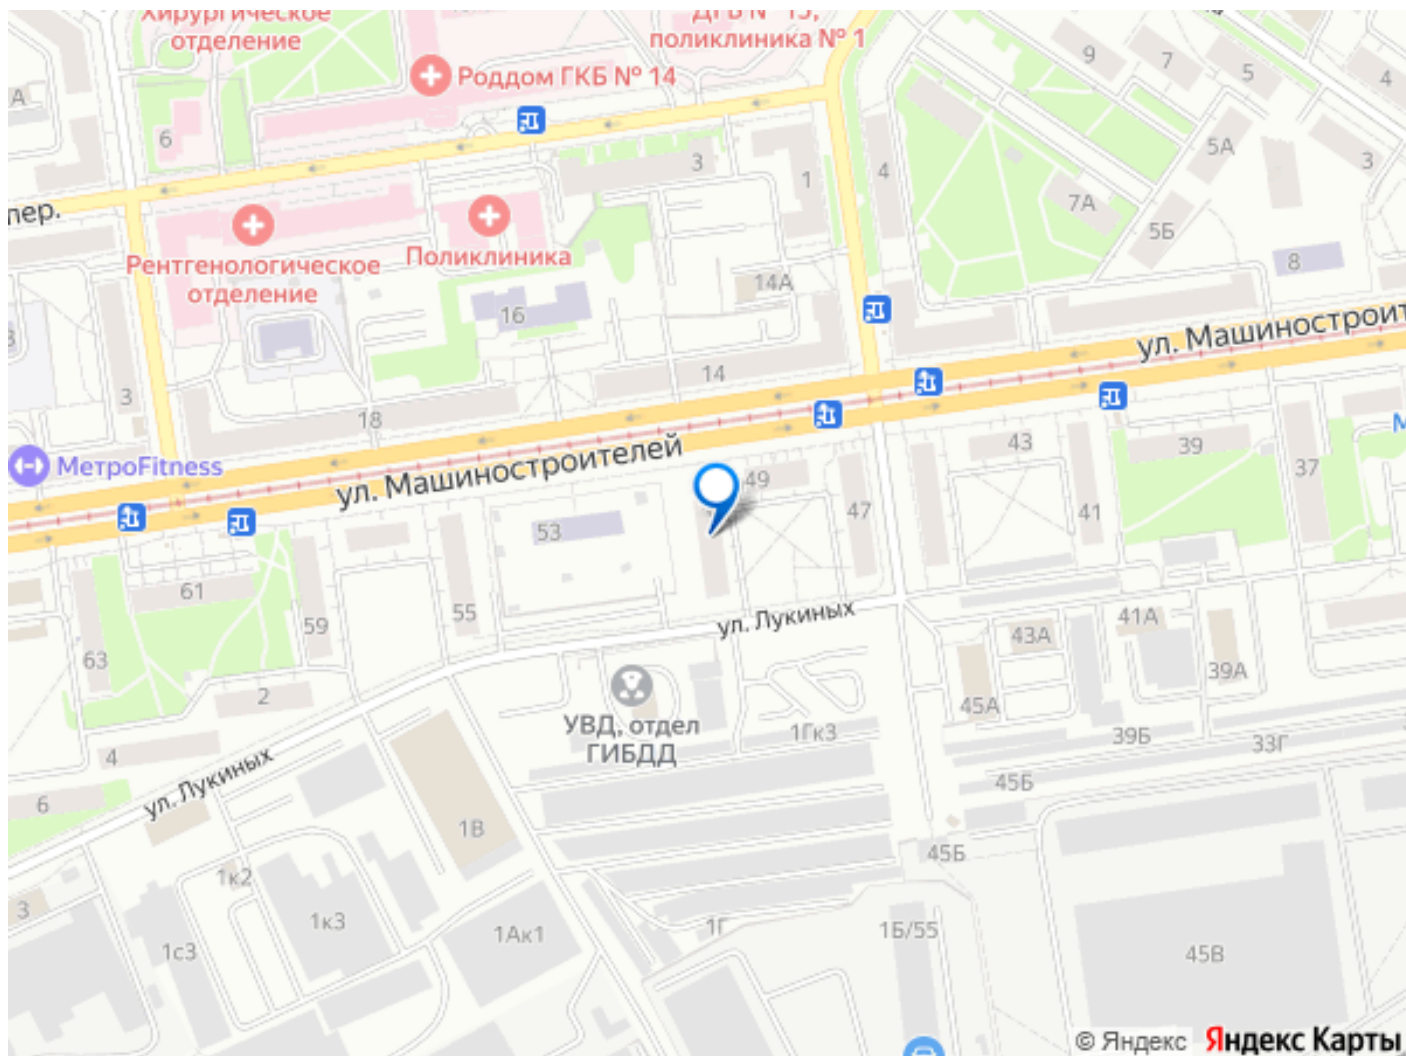 Хирургическое
отделение
ДГБ № 15,
поликлиника № 1
Роддом ГКБ № 14
9
7
5
4
А
6
3
1
4
5А
3
7А
5Б
пер.
Рентгенологическое
отделение
Поликлиника
14А
8
16
ул. Машиностроит
3
18
14
43
39
М
МетроFitness
ул. Машиностроителей
49
47
41
37
53
61
59
55
63
ул. Лукиных
43А
41А
39А
2
45А
УВД, отдел
ГИБДД
1Гк3
39Б
33Г
4
6
ул. Лукиных
45Б
1В
45Б
1к2
3
1к3
1с3
1Ак1
1Г
1Б/55
45В
© Яндекс Яндекс Карты